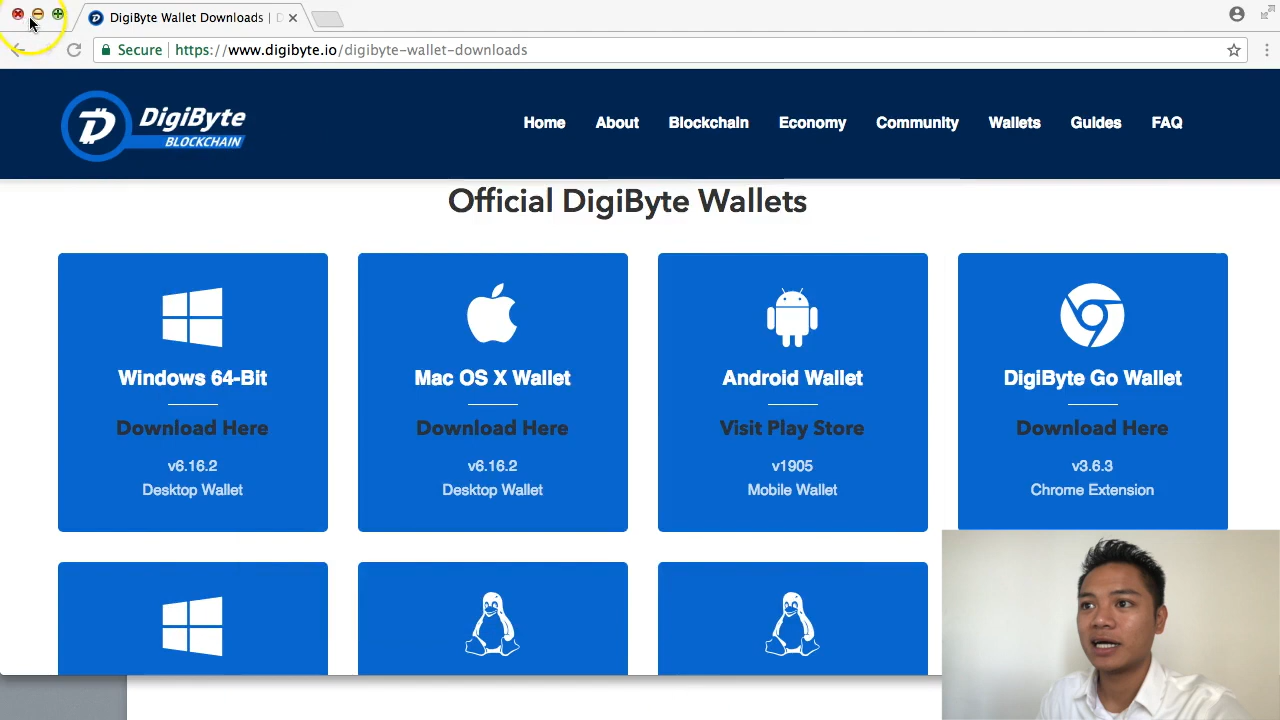 DigiByte Wallet Downloads | D
Secure | https://www.digibyte.io/digibyte-wallet-downloads
DigiByte
BLOCKCHAIN
Home About Blockchain Economy Community Wallets Guides FAQ
Official DigiByte Wallets
Windows 64-Bit
Download Here
v6.16.2
Desktop Wallet
Mac OS X Wallet
Download Here
v6.16.2
Desktop Wallet
Android Wallet
Visit Play Store
v1905
Mobile Wallet
DigiByte Go Wallet
Download Here
v3.6.3
Chrome Extension